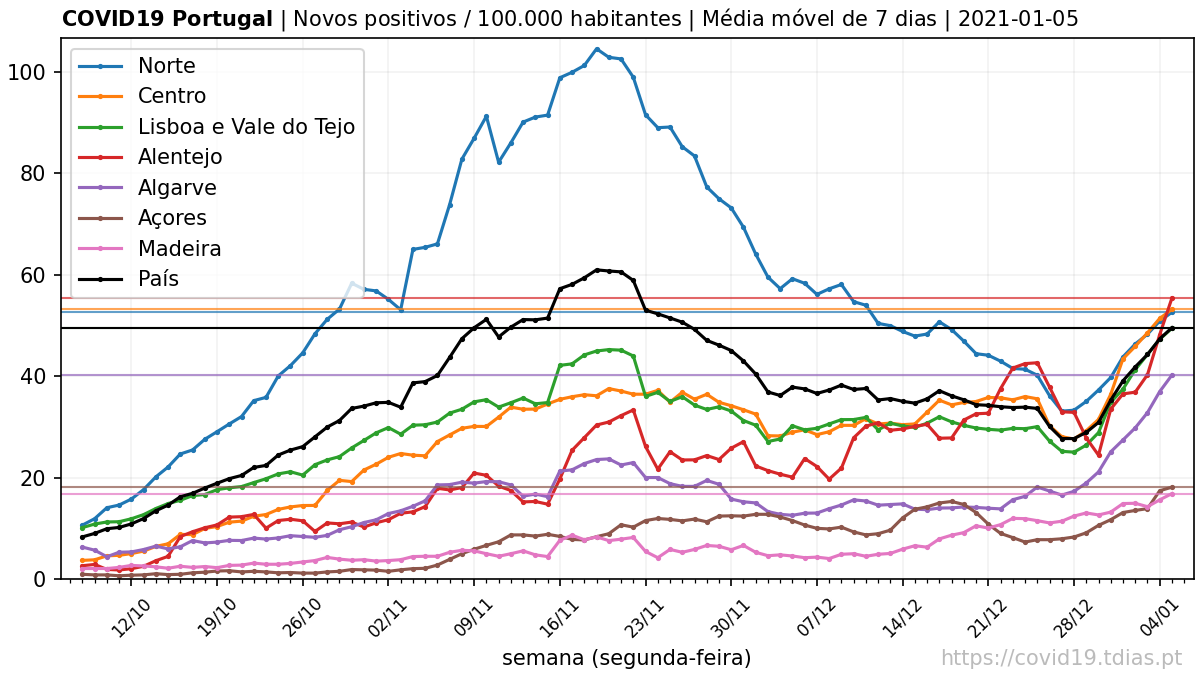 COVID19 Portugal | Novos positivos / 100.000 habitantes | Média móvel de 7 dias | 2021-01-05
100
80
60
40
20
0
Norte
Centro
Lisboa e Vale do Tejo
Alentejo
Algarve
Açores
Madeira
País
12/10 19/10 26/10 02/11 09/11 16/11 23/11 30/11 07/12 14/12 21/12 28/12 04/01
semana (segunda-feira)
https://covid19.tdias.pt